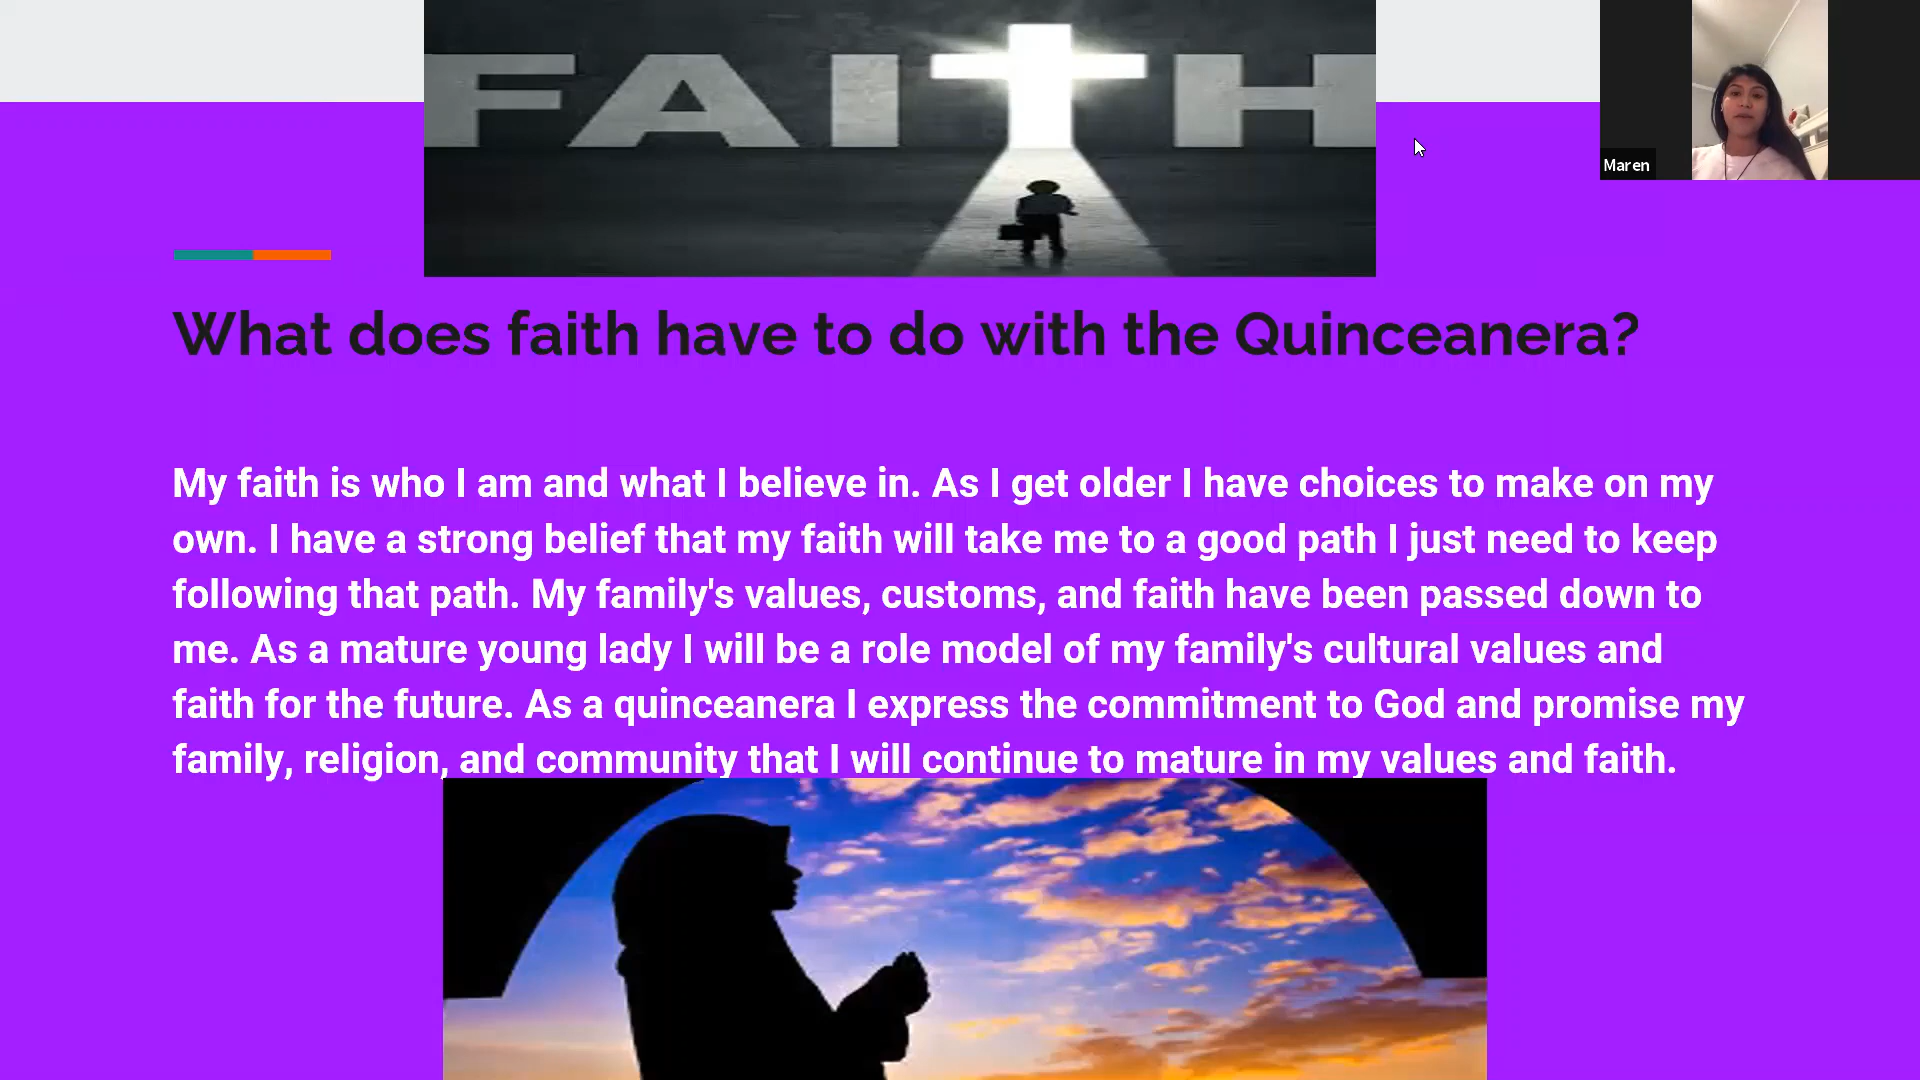 FAITH
Maren
What does faith have to do with the Quinceanera?
My faith is who I am and what I believe in. As I get older I have choices to make on my
own. I have a strong belief that my faith will take me to a good path I just need to keep
following that path. My family's values, customs, and faith have been passed down to
me. As a mature young lady I will be a role model of my family's cultural values and
faith for the future. As a quinceanera I express the commitment to God and promise my
family, religion, and community that I will continue to mature in my values and faith.